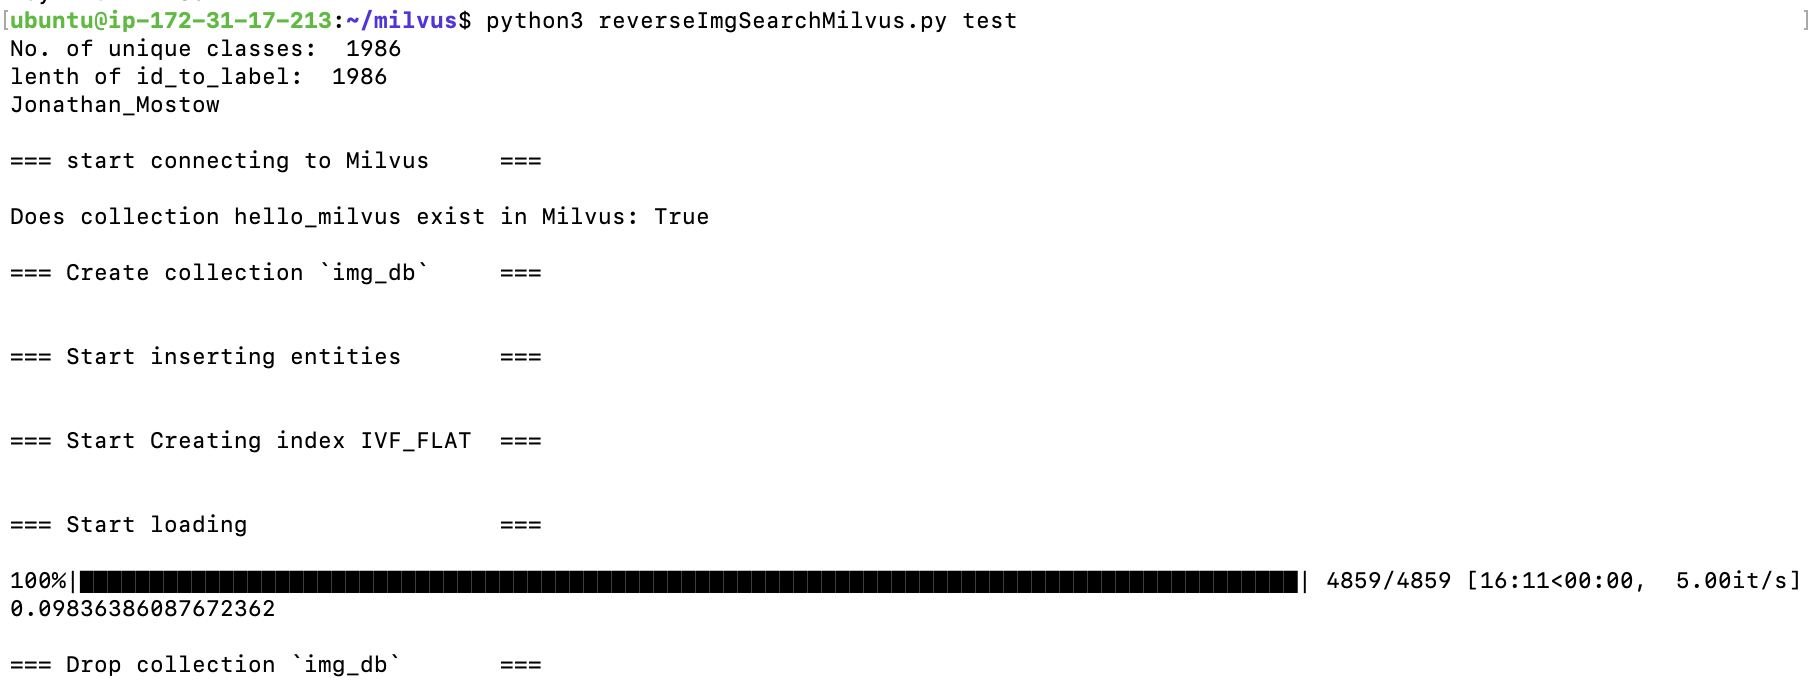 [ubuntu@ip-172-31-17-213:~/milvus$ python3 reverseImgSearchMilvus.py test ]
No. of unique classes:  1986
lenth of id_to_label:  1986
Jonathan_Mostow
=== start connecting to Milvus     ===
Does collection hello_milvus exist in Milvus: True
=== Create collection `img_db`     ===
=== Start inserting entities       ===
=== Start Creating index IVF_FLAT  ===
=== Start loading                  ===
100%|██████████████████████████████████████████████████| 4859/4859 [16:11<00:00,  5.00it/s]
0.09836386087672362
=== Drop collection `img_db`       ===